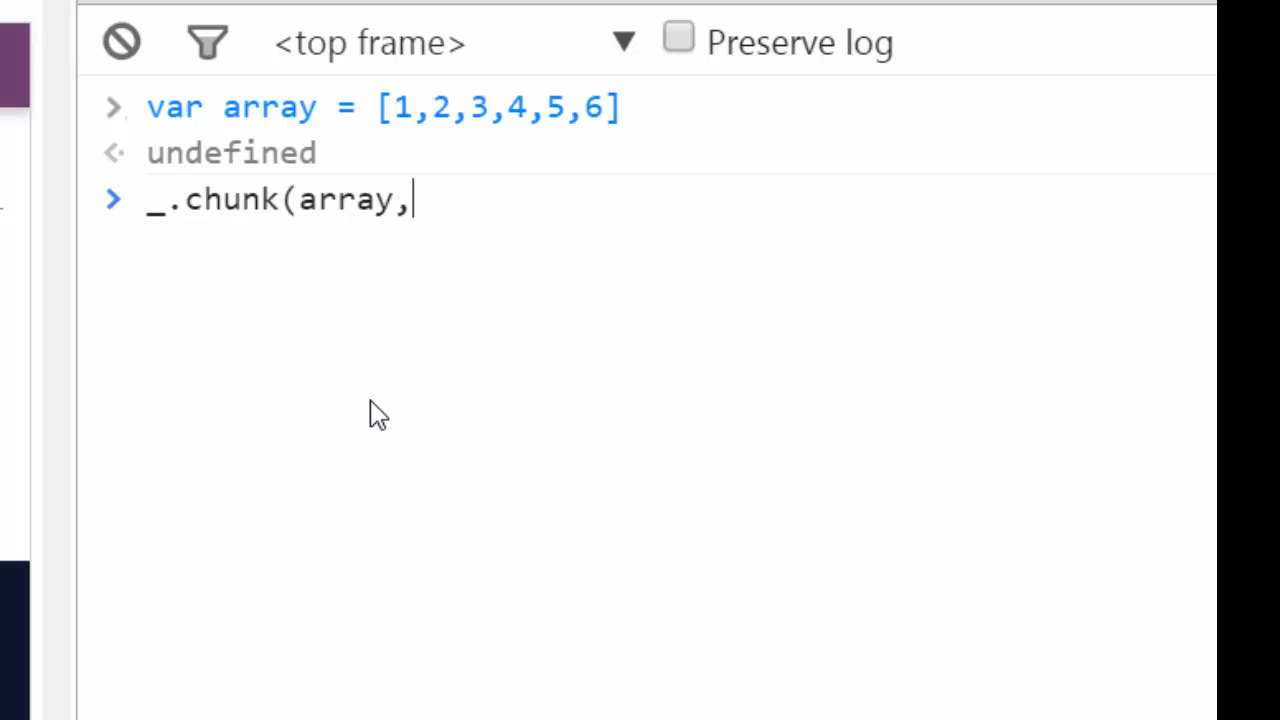 <top frame> ▼ Preserve log
> var array = [1,2,3,4,5,6]
undefined
> _.chunk(array,